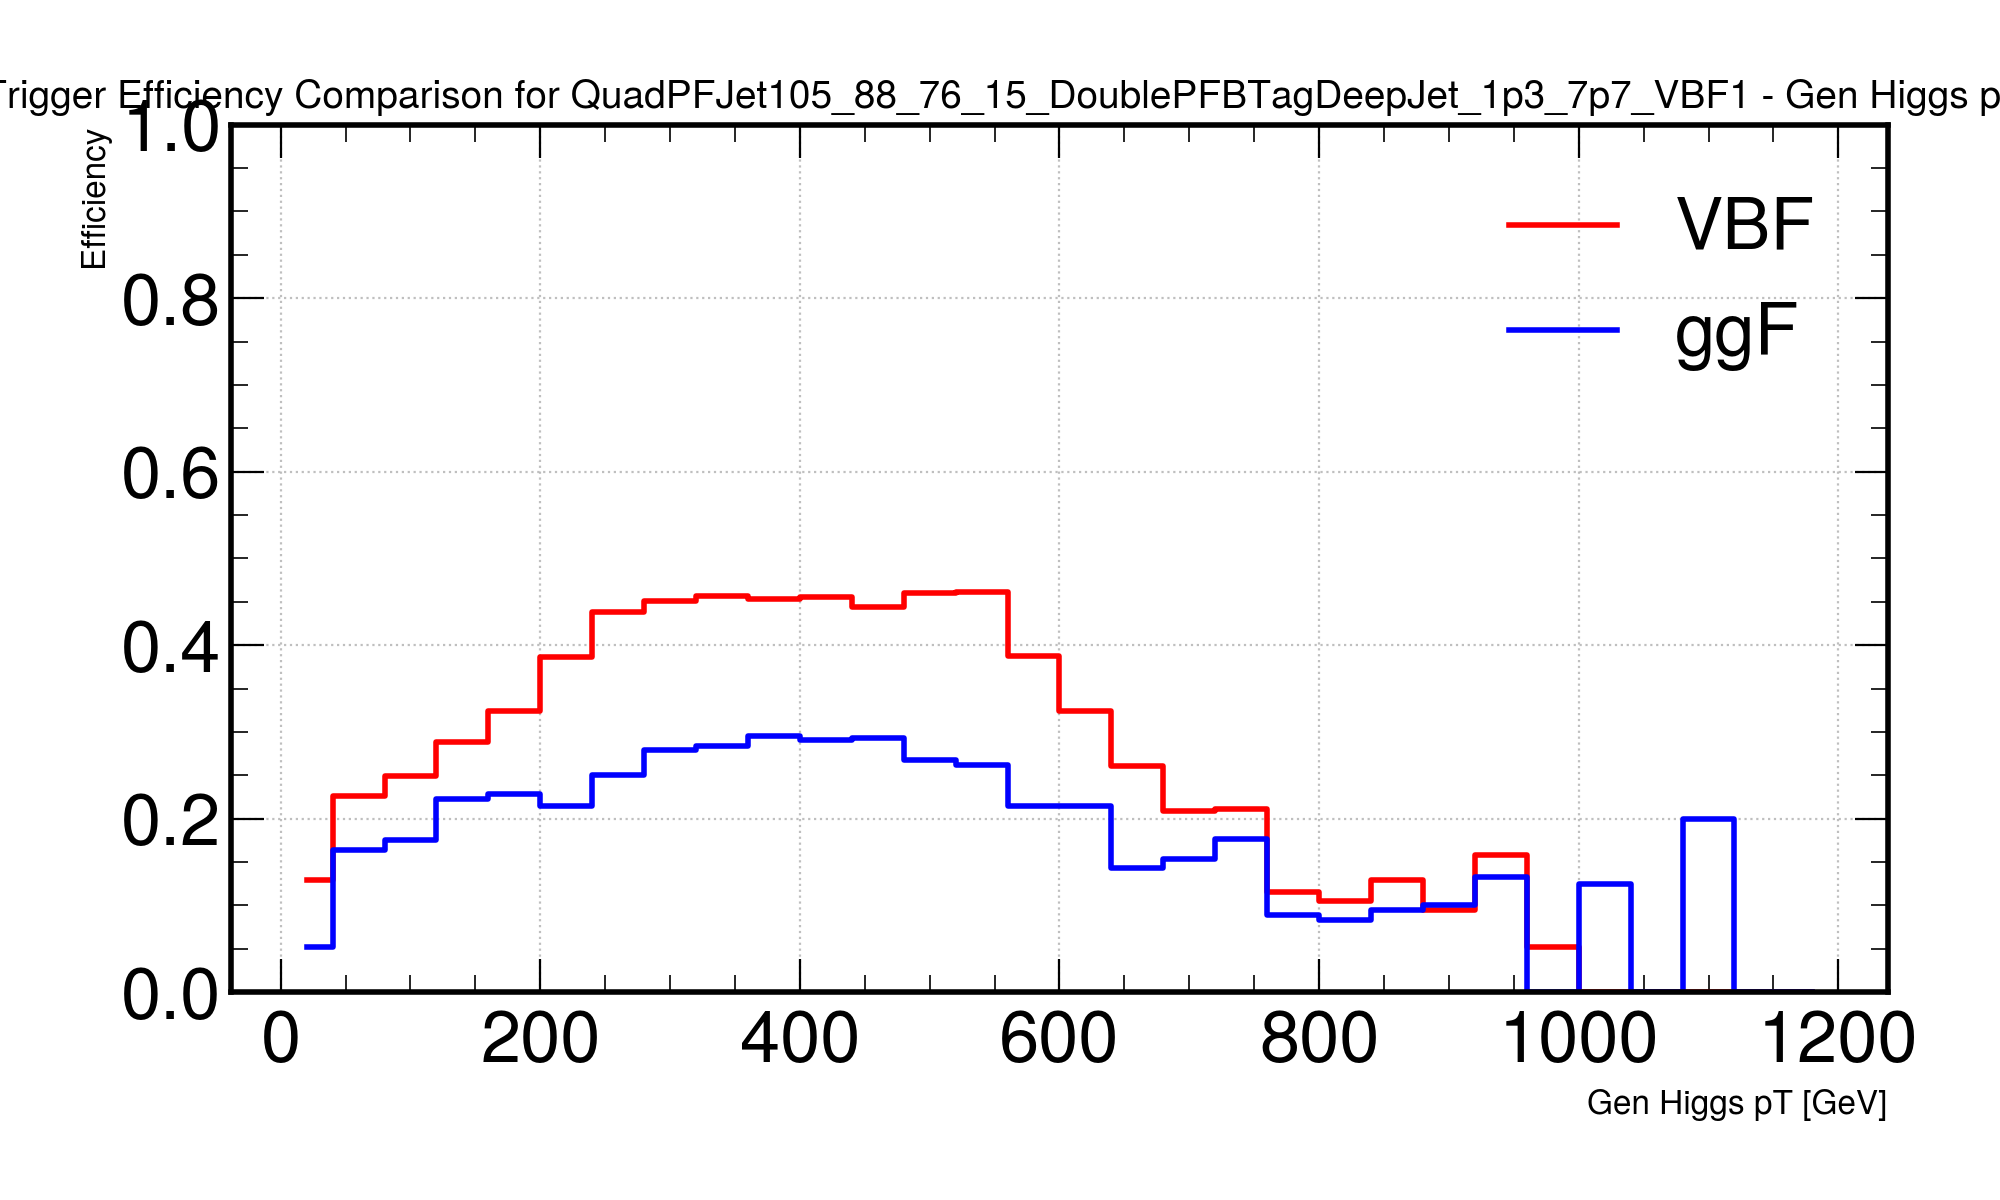 Trigger Efficiency Comparison for QuadPFJet105_88_76_15_DoublePFBTagDeepJet_1p3_7p7_VBF1 - Gen Higgs p
Efficiency
1.0
0.8
0.6
0.4
0.2
0.0
VBF
ggF
0 200 400 600 800 1000 1200
Gen Higgs pT [GeV]